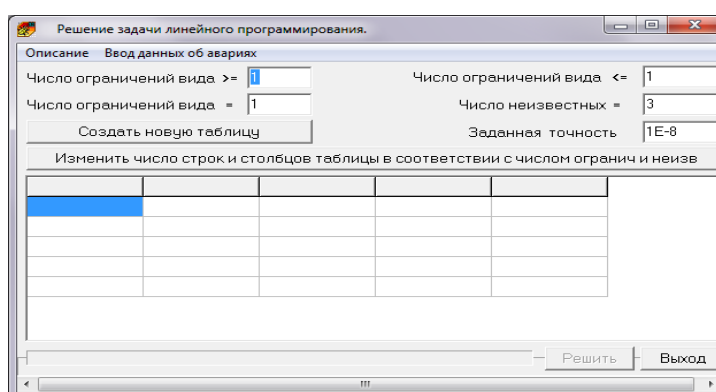 Решение задачи линейного программирования.
Описание Ввод данных об авариях
Число ограничений вида >= 1 Число ограничений вида <= 1
Число ограничений вида = 1 Число неизвестных = 3
Создать новую таблицу Заданная точность 1E-8
Изменить число строк и столбцов таблицы в соответствии с числом огранич и неизв
Решить Выход